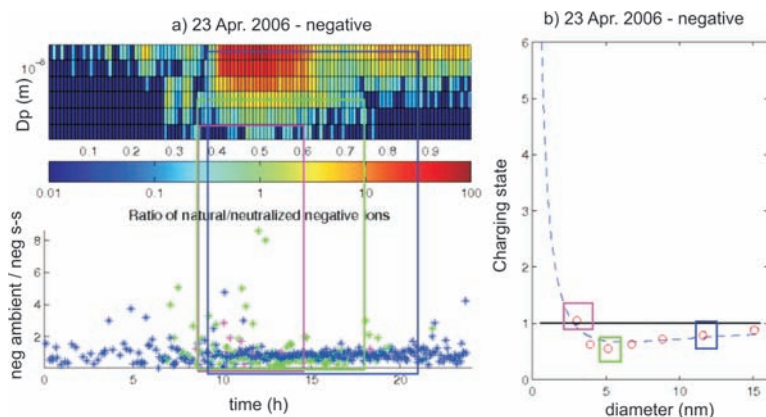 a) 23 Apr. 2006 - negative
Dp (m)
10⁻⁸
0.1 0.2 0.3 0.4 0.5 0.6 0.7 0.8 0.9
0.01 0.1 1 10 100
Ratio of natural/neutralized negative ions
neg ambient / neg s-s
8
6
4
2
0 5 10 15 20
time (h)
b) 23 Apr. 2006 - negative
Charging state
6
5
4
3
2
1
0
0 5 10 15
diameter (nm)